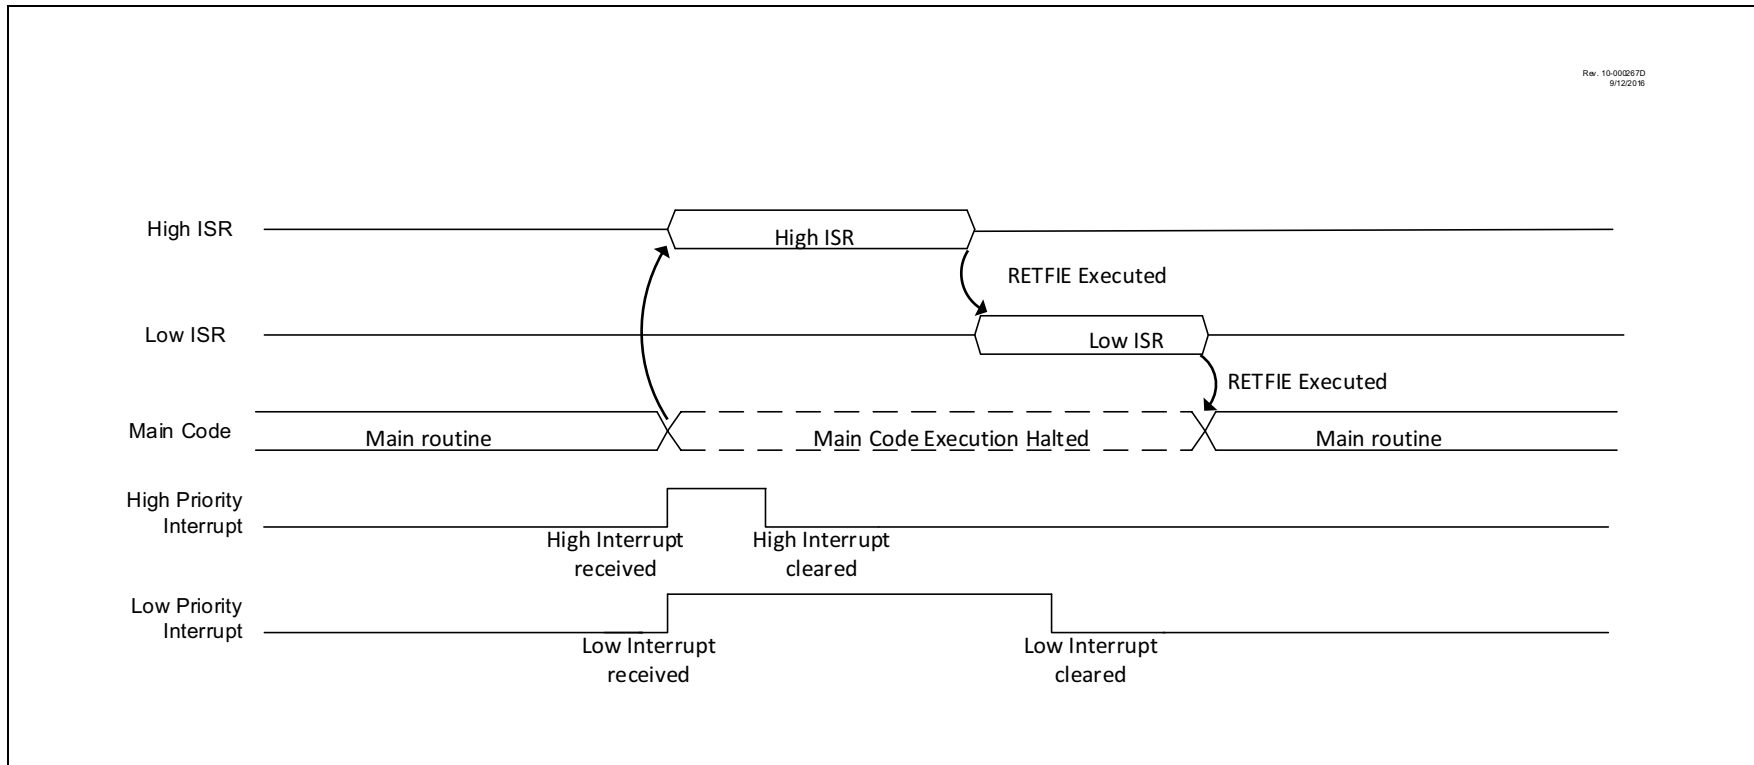 Rev. 10-000267D
9/12/2016
High ISR
High ISR
RETFIE Executed
Low ISR
Low ISR
RETFIE Executed
Main Code
Main routine
Main Code Execution Halted
Main routine
High Priority
Interrupt
High Interrupt
received
High Interrupt
cleared
Low Priority
Interrupt
Low Interrupt
received
Low Interrupt
cleared